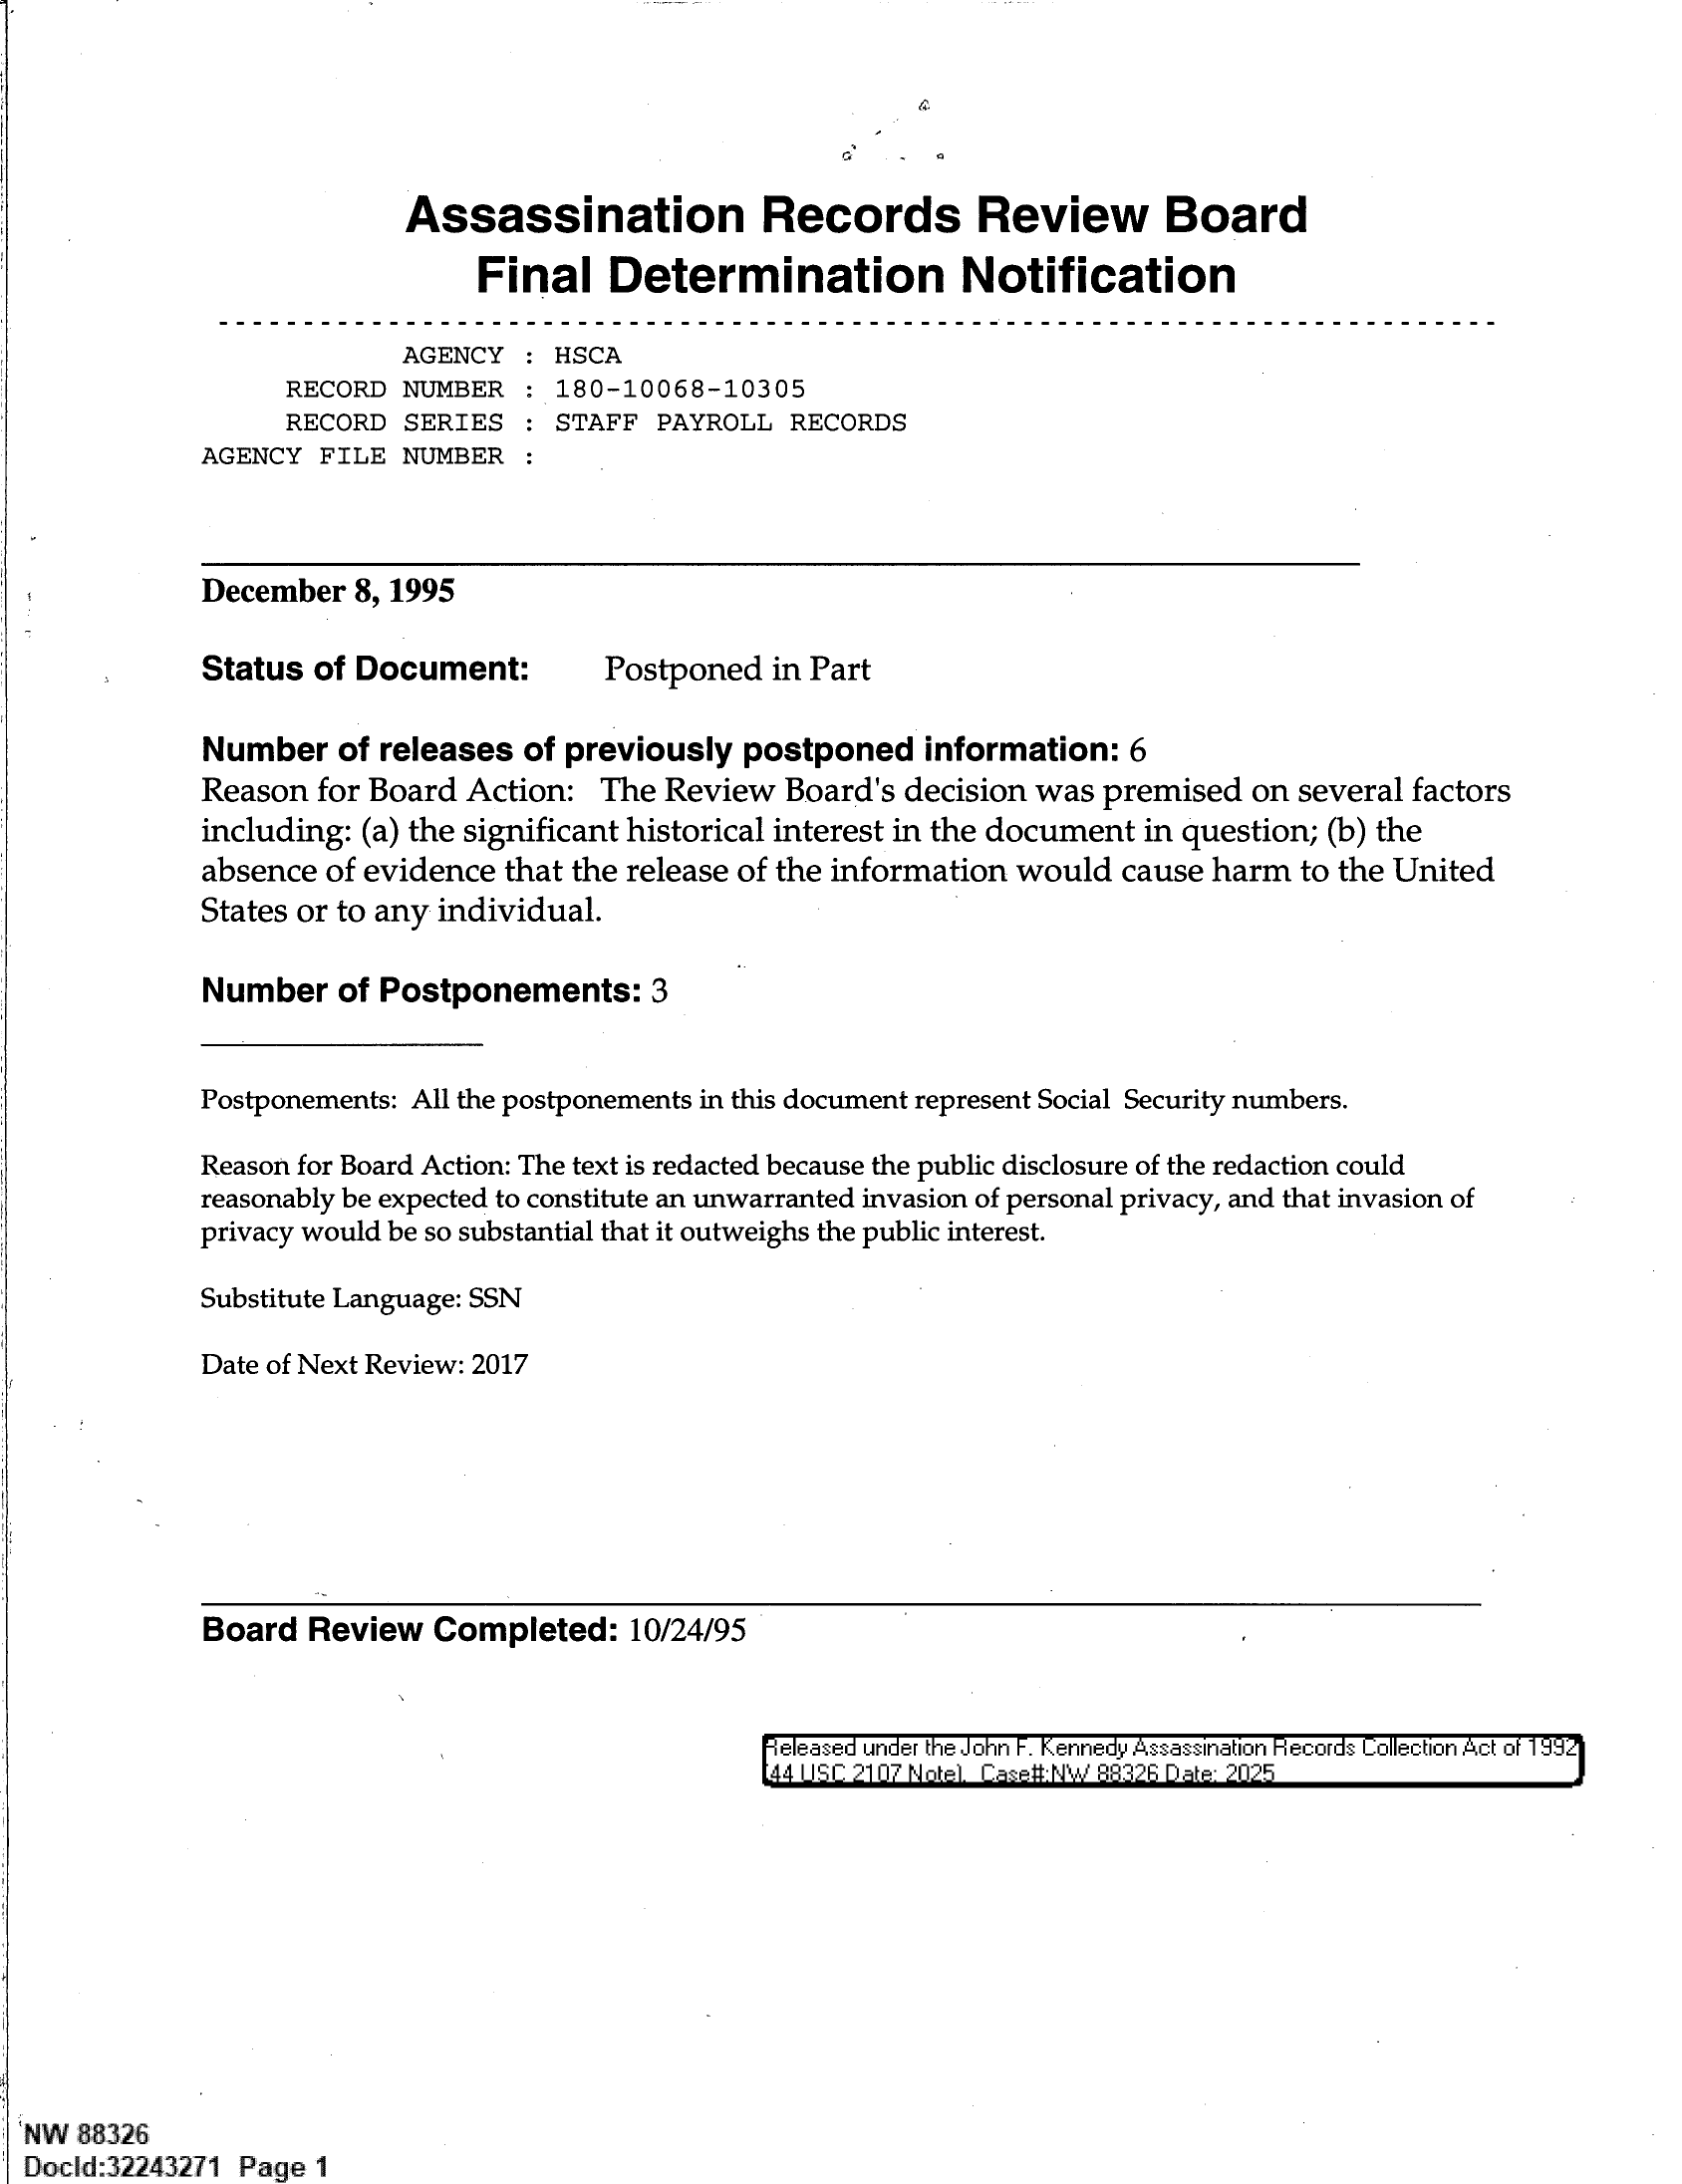 Assassination Records Review Board
Final Determination Notification
AGENCY : HSCA
RECORD NUMBER : 180-10068-10305
RECORD SERIES : STAFF PAYROLL RECORDS
AGENCY FILE NUMBER :
December 8, 1995
Status of Document: Postponed in Part
Number of releases of previously postponed information: 6
Reason for Board Action: The Review Board's decision was premised on several factors
including: (a) the significant historical interest in the document in question; (b) the
absence of evidence that the release of the information would cause harm to the United
States or to any individual.
Number of Postponements: 3
Postponements: All the postponements in this document represent Social Security numbers.
Reason for Board Action: The text is redacted because the public disclosure of the redaction could
reasonably be expected to constitute an unwarranted invasion of personal privacy, and that invasion of
privacy would be so substantial that it outweighs the public interest.
Substitute Language: SSN
Date of Next Review: 2017
Board Review Completed: 10/24/95
Released under the John F. Kennedy Assassination Records Collection Act of 1992
(44 USC 2107 Note). Case#:NW 88326 Date: 2025
NW 88326
DocId:32243271 Page 1